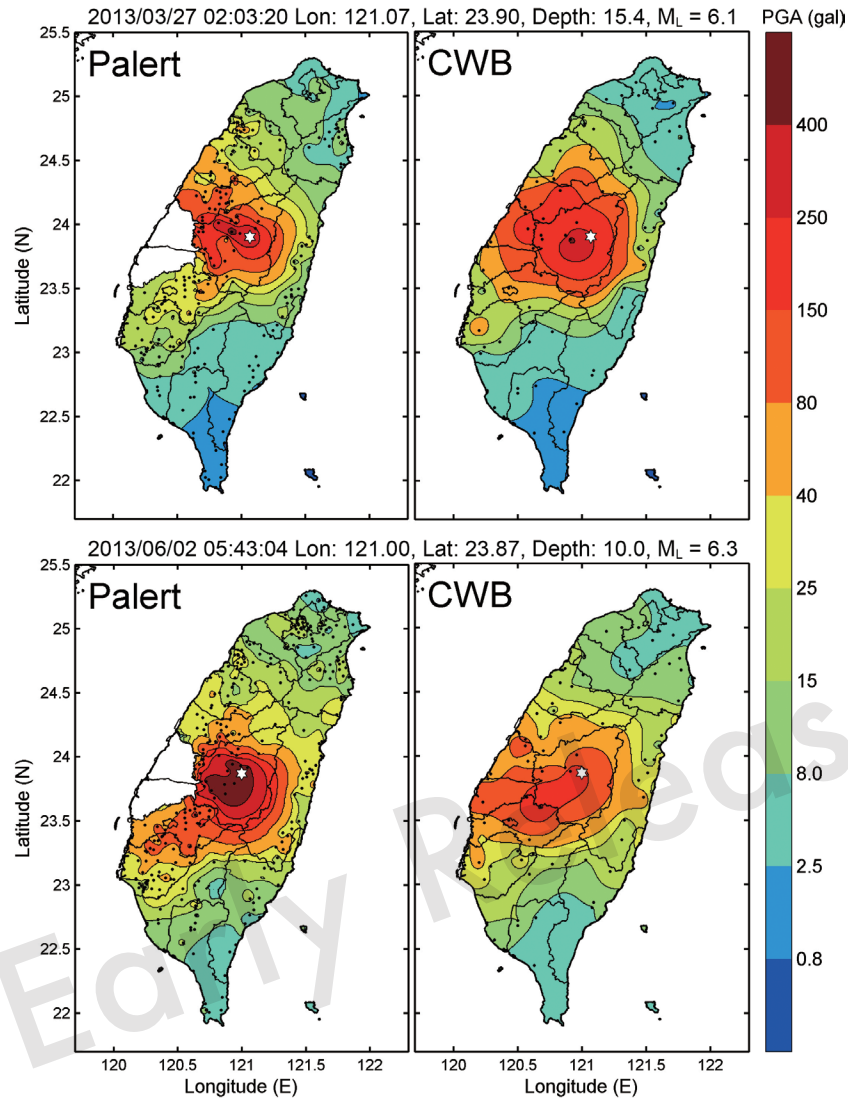 2013/03/27 02:03:20 Lon: 121.07, Lat: 23.90, Depth: 15.4, ML = 6.1
PGA (gal)
Palert
CWB
25.5
25
24.5
24
23.5
23
22.5
22
Latitude (N)
400
250
150
80
40
25
15
8.0
2.5
0.8
2013/06/02 05:43:04 Lon: 121.00, Lat: 23.87, Depth: 10.0, ML = 6.3
Palert
CWB
25.5
25
24.5
24
23.5
23
22.5
22
Latitude (N)
120 120.5 121 121.5 122
120 120.5 121 121.5 122
Longitude (E)
Longitude (E)
Early Releas